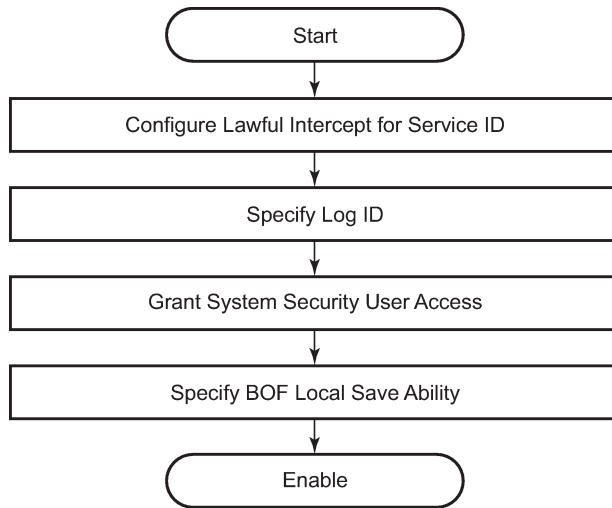 Start
Configure Lawful Intercept for Service ID
Specify Log ID
Grant System Security User Access
Specify BOF Local Save Ability
Enable